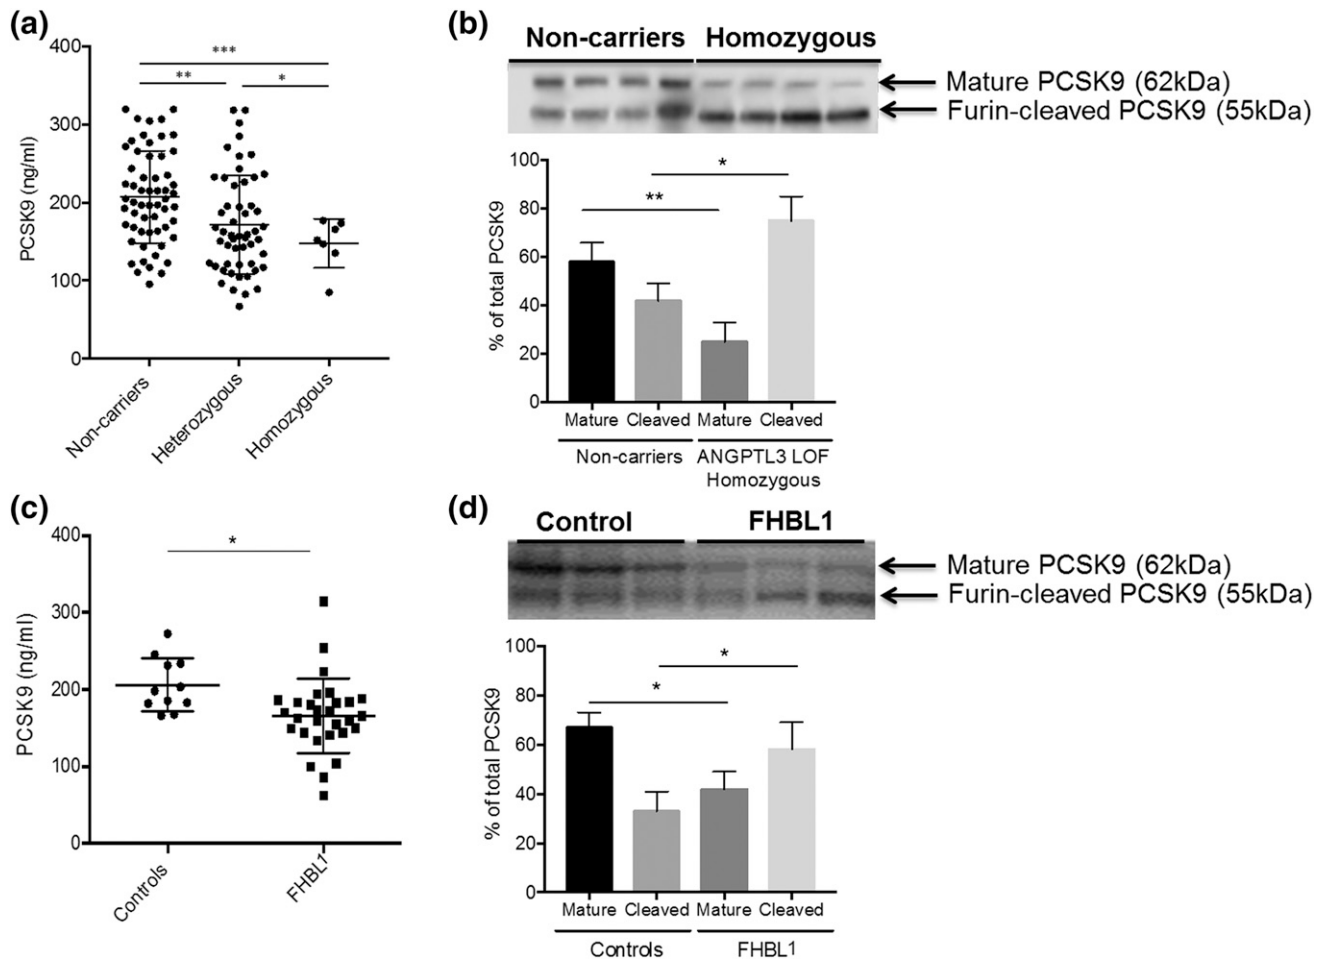 (a)
400
300
200
100
0
PCSK9 (ng/ml)
***
**
*
Non-carriers
Heterozygous
Homozygous
(b)
Non-carriers Homozygous
Mature PCSK9 (62kDa)
Furin-cleaved PCSK9 (55kDa)
100
80
60
40
20
0
% of total PCSK9
*
**
Mature Cleaved Mature Cleaved
Non-carriers ANGPTL3 LOF
Homozygous
(c)
400
300
200
100
0
PCSK9 (ng/ml)
*
Controls
FHBL1
(d)
Control FHBL1
Mature PCSK9 (62kDa)
Furin-cleaved PCSK9 (55kDa)
100
80
60
40
20
0
% of total PCSK9
*
*
Mature Cleaved Mature Cleaved
Controls FHBL1